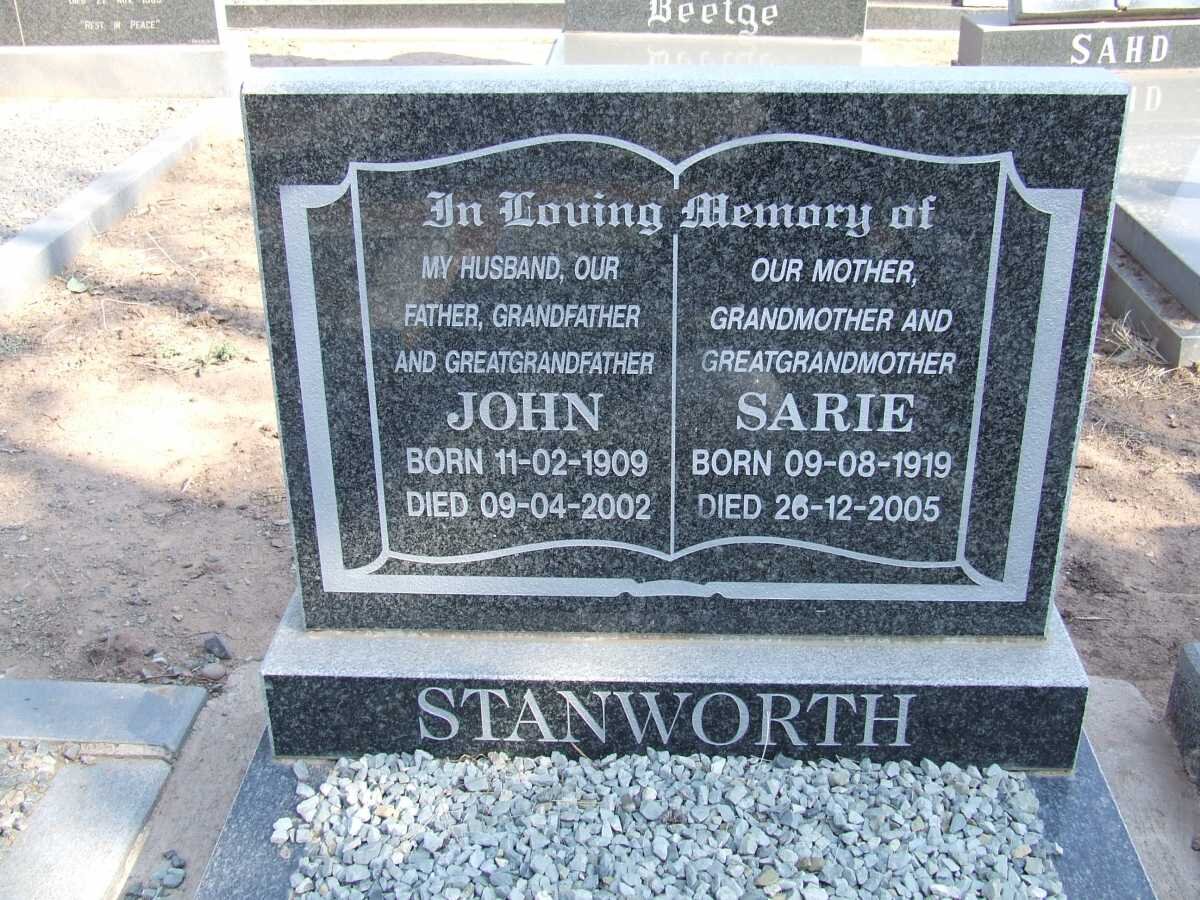 "REST IN PEACE"
Beetge
SAHD
In Loving Memory of
MY HUSBAND, OUR
FATHER, GRANDFATHER
AND GREATGRANDFATHER
JOHN
BORN 11-02-1909
DIED 09-04-2002
OUR MOTHER,
GRANDMOTHER AND
GREATGRANDMOTHER
SARIE
BORN 09-08-1919
DIED 26-12-2005
STANWORTH